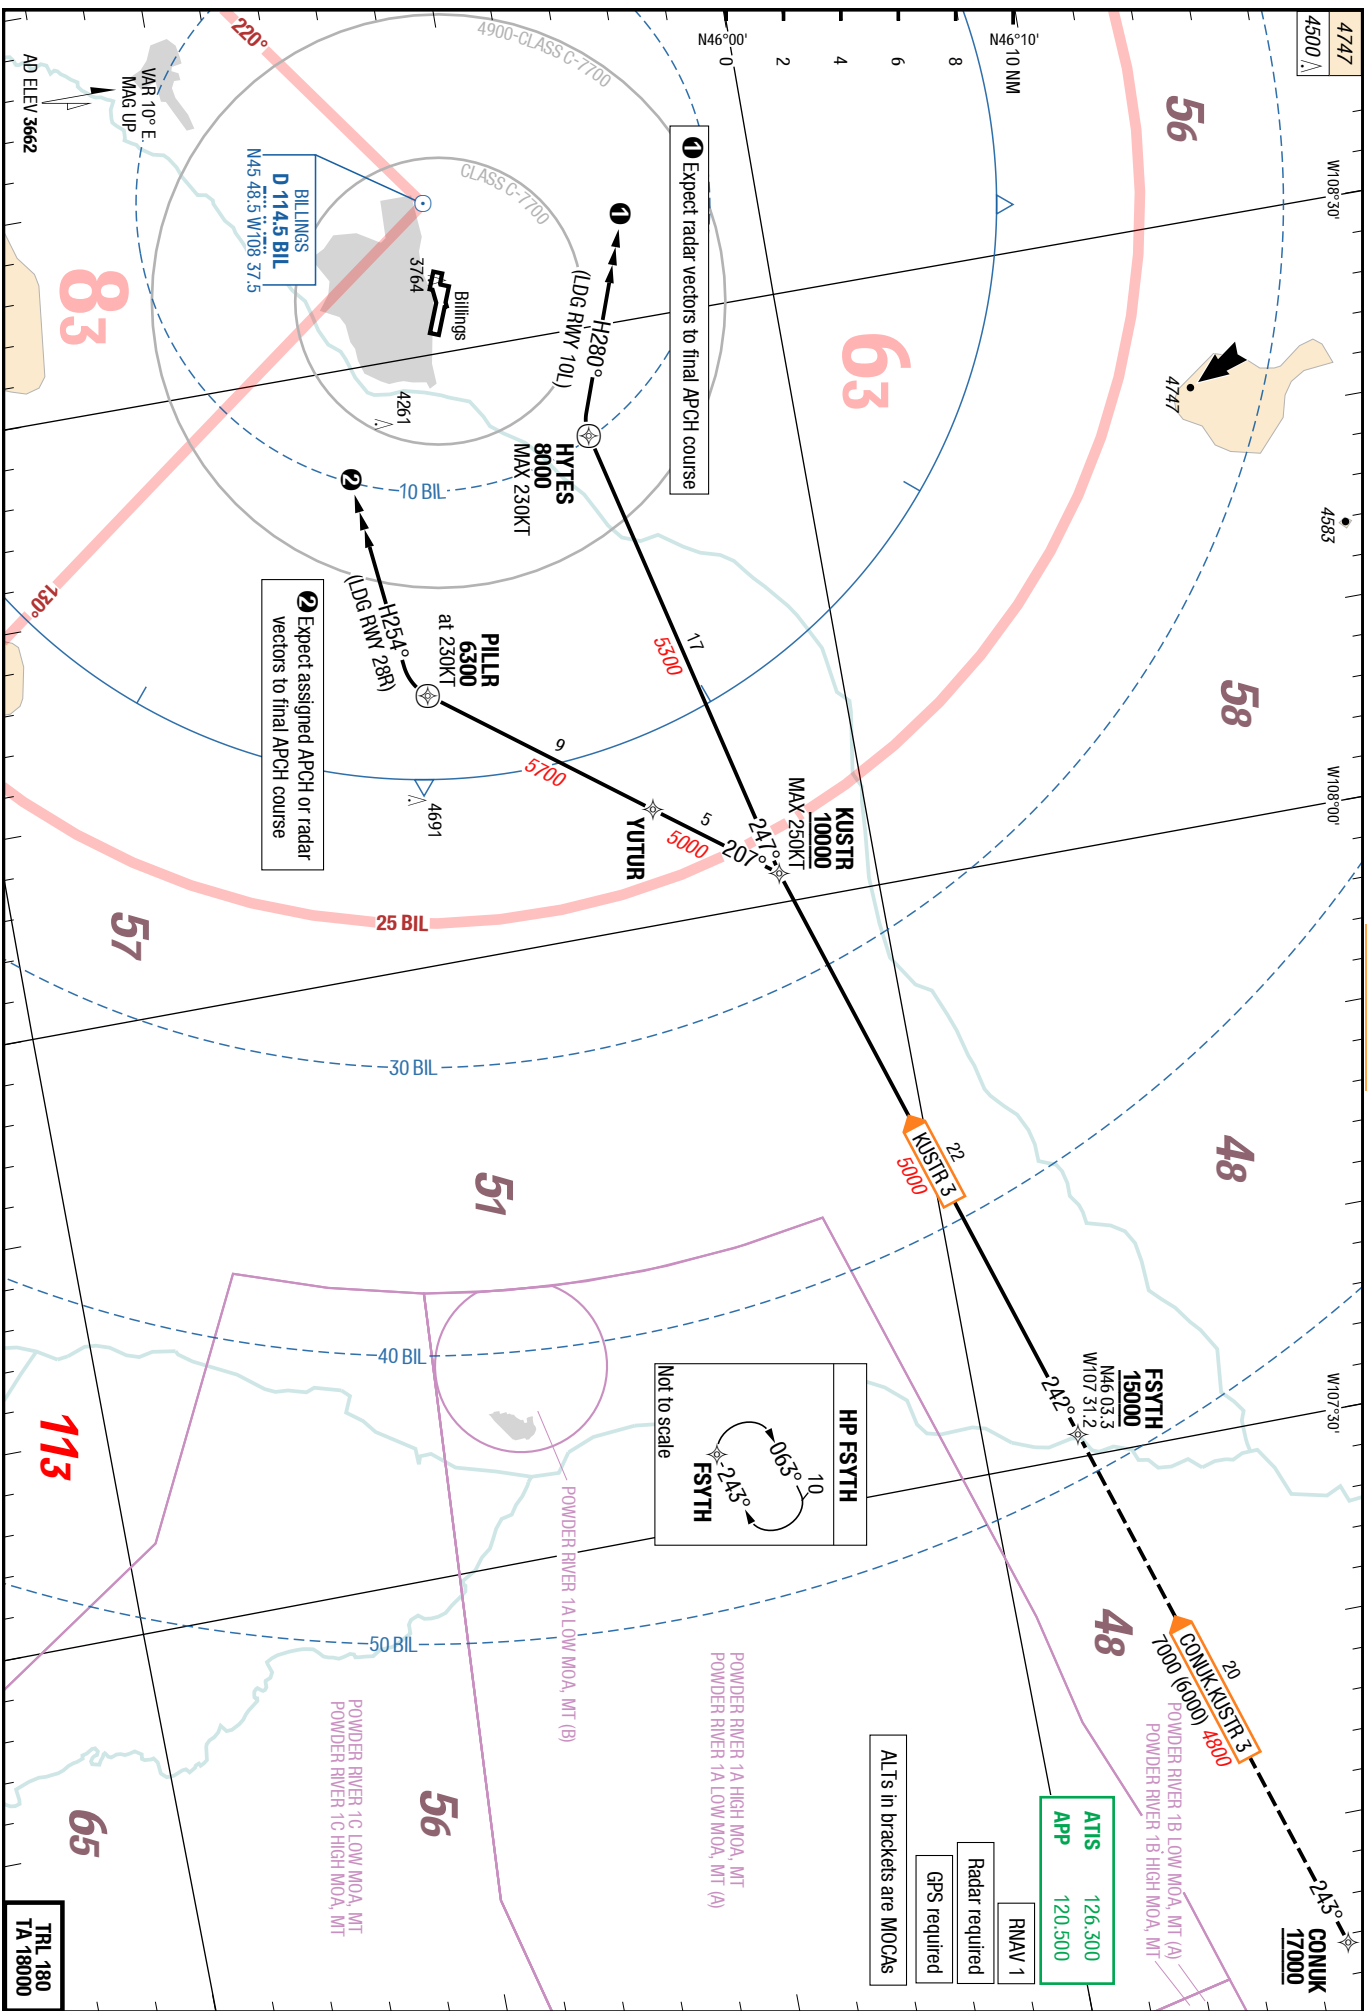 4747
4500
56
W108°30'
4747
4583
58
W108°00'
48
W107°30'
10 NM
8
6
4
2
0
N46°10'
N46°00'
4900-CLASS C-7700
CLASS C-7700
220°
VAR 10° E
MAG UP
AD ELEV 3662
BILLINGS
D 114.5 BIL
N45 48.5 W108 37.5
83
63
Billings
3764
4261
❶ Expect radar vectors to final APCH course
❶
H280°
(LDG RWY 10L)
HYTES
8000
MAX 230KT
10 BIL
❷
H254°
(LDG RWY 28R)
PILLR
6300
at 230KT
❷ Expect assigned APCH or radar
vectors to final APCH course
130°
17
5300
9
5700
4691
YUTUR
5
5000
207°
247°
KUSTR
10000
MAX 250KT
25 BIL
57
30 BIL
51
22
KUSTR 3
5000
40 BIL
242°
FSYTH
15000
N46 03.3
W107 31.2
HP FSYTH
10
063°
243°
FSYTH
Not to scale
113
50 BIL
48
20
CONUK.KUSTR 3
7000 (6000) 4800
243°
CONUK
17000
POWDER RIVER 1B LOW MOA, MT (A)
POWDER RIVER 1B HIGH MOA, MT
POWDER RIVER 1A LOW MOA, MT (B)
POWDER RIVER 1A HIGH MOA, MT
POWDER RIVER 1A LOW MOA, MT (A)
POWDER RIVER 1C LOW MOA, MT
POWDER RIVER 1C HIGH MOA, MT
56
65
ATIS 126.300
APP 120.500
RNAV 1
Radar required
GPS required
ALTs in brackets are MOCAs
TRL 180
TA 18000